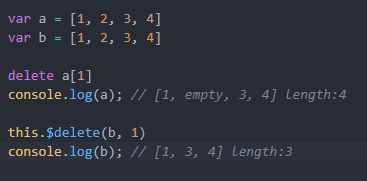 var a = [1, 2, 3, 4]
var b = [1, 2, 3, 4]
delete a[1]
console.log(a); // [1, empty, 3, 4] length:4
this.$delete(b, 1)
console.log(b); // [1, 3, 4] length:3